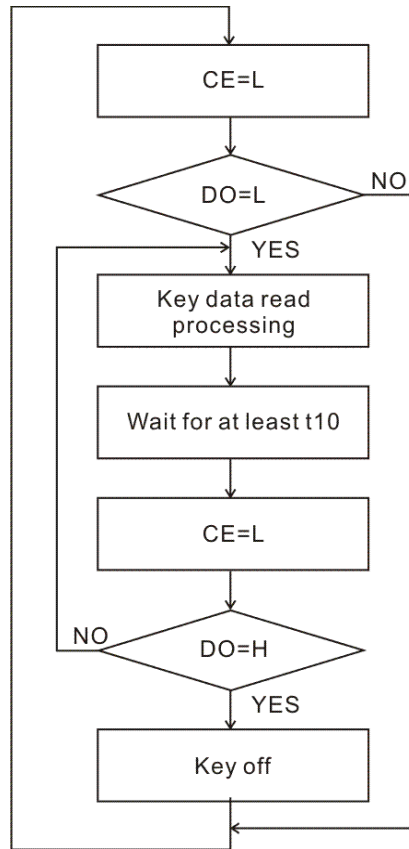 CE=L
DO=L
NO
YES
Key data read
processing
Wait for at least t10
CE=L
NO
DO=H
YES
Key off